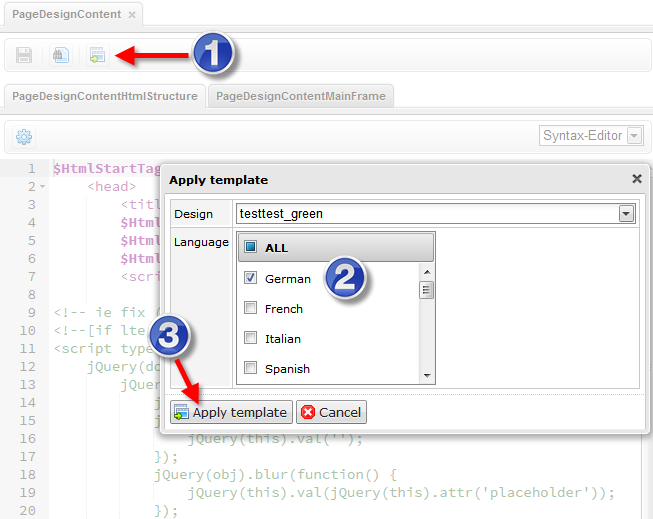 PageDesignContent
1
PageDesignContentHtmlStructure
PageDesignContentMainFrame
Syntax-Editor
1 $HtmlStartTag
2 <head>
3 <titl
4 $Html
5 $Html
6 $Html
7 <scri
8
9 <!-- ie fix (
10 <!--[if lte
11 <script type
12 jQuery(do
13 jQue
14 j
15 j
16 jQuery(this).val('');
17 });
18 jQuery(obj).blur(function() {
19 jQuery(this).val(jQuery(this).attr('placeholder'));
20 });
Apply template
Design
testtest_green
Language
ALL
German
2
French
Italian
3
Spanish
Apply template
Cancel